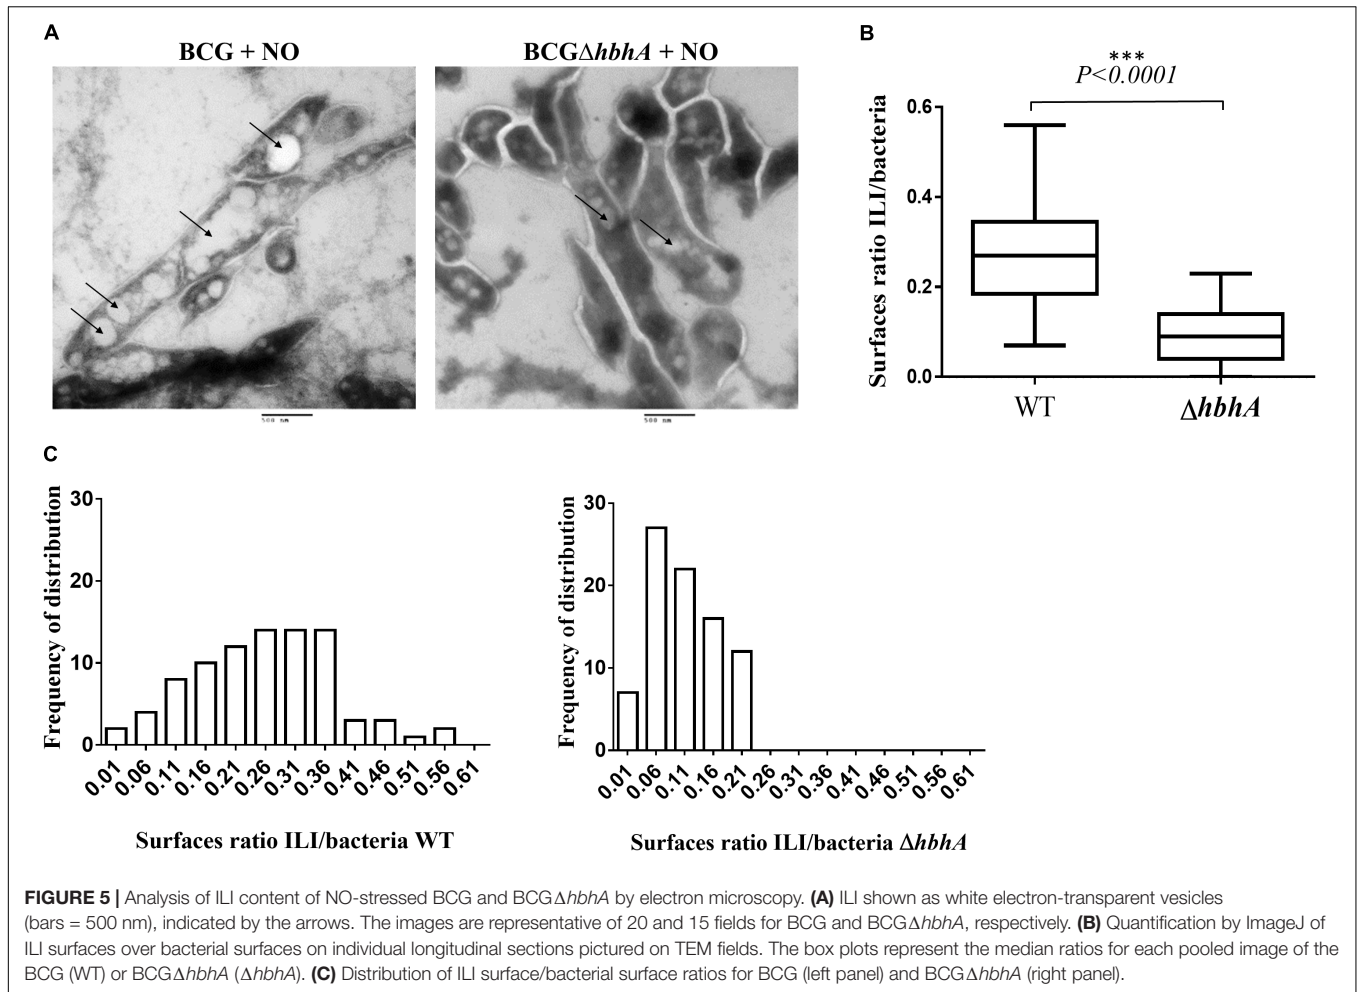 A
BCG + NO
BCGΔhbhA + NO
500 nm
500 nm
B
***
P<0.0001
Surfaces ratio ILI/bacteria
0.6
0.4
0.2
0.0
WT
ΔhbhA
C
Frequency of distribution
30
20
10
0
0.01 0.06 0.11 0.16 0.21 0.26 0.31 0.36 0.41 0.46 0.51 0.56 0.61
Surfaces ratio ILI/bacteria WT
Frequency of distribution
30
20
10
0
0.01 0.06 0.11 0.16 0.21 0.26 0.31 0.36 0.41 0.46 0.51 0.56 0.61
Surfaces ratio ILI/bacteria ΔhbhA
FIGURE 5 | Analysis of ILI content of NO-stressed BCG and BCGΔhbhA by electron microscopy. (A) ILI shown as white electron-transparent vesicles
(bars = 500 nm), indicated by the arrows. The images are representative of 20 and 15 fields for BCG and BCGΔhbhA, respectively. (B) Quantification by ImageJ of
ILI surfaces over bacterial surfaces on individual longitudinal sections pictured on TEM fields. The box plots represent the median ratios for each pooled image of the
BCG (WT) or BCGΔhbhA (ΔhbhA). (C) Distribution of ILI surface/bacterial surface ratios for BCG (left panel) and BCGΔhbhA (right panel).